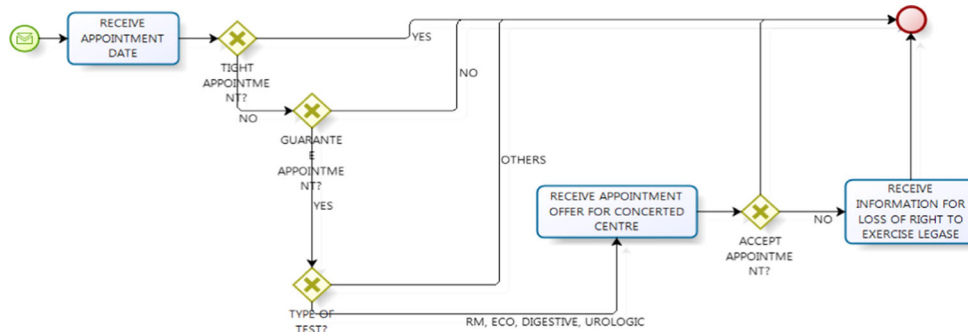 RECEIVE
APPOINTMENT
DATE
TIGHT
APPOINTME
NT?
YES
NO
GUARANTE
E
APPOINTME
NT?
NO
YES
TYPE OF
TEST?
OTHERS
RM, ECO, DIGESTIVE, UROLOGIC
RECEIVE APPOINTMENT
OFFER FOR CONCERTED
CENTRE
ACCEPT
APPOINTME
NT?
NO
RECEIVE
INFORMATION FOR
LOSS OF RIGHT TO
EXERCISE LEGASE